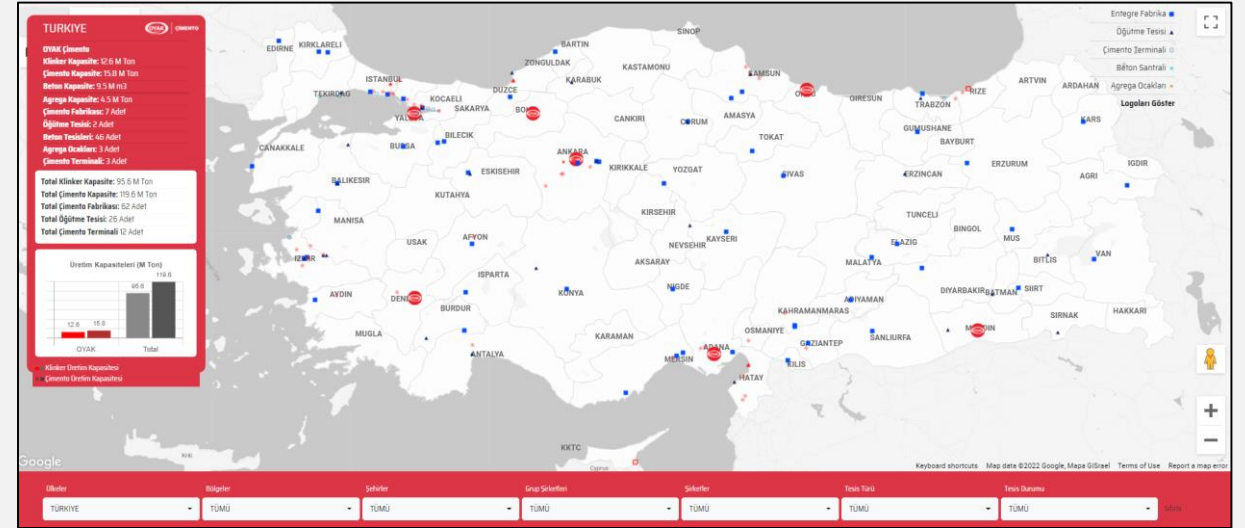 TURKIYE
OYAK ÇİMENTO
OYAK Çimento
Klinker Kapasite: 12.6 M Ton
Çimento Kapasite: 15.8 M Ton
Beton Kapasite: 9.5 M m3
Agrega Kapasite: 4.5 M Ton
Çimento Fabrikası: 7 Adet
Öğütme Tesisi: 2 Adet
Beton Tesisleri: 46 Adet
Agrega Ocakları: 3 Adet
Çimento Terminali: 3 Adet
Total Klinker Kapasite: 95.6 M Ton
Total Çimento Kapasite: 119.6 M Ton
Total Çimento Fabrikası: 62 Adet
Total Öğütme Tesisi: 26 Adet
Total Çimento Terminali 12 Adet
Üretim Kapasiteleri (M Ton)
119.6
95.6
12.6 15.8
OYAK Total
Klinker Üretim Kapasitesi
Çimento Üretim Kapasitesi
Entegre Fabrika
Öğütme Tesisi
Çimento Terminali
Beton Santrali
Agrega Ocakları
Logoları Göster
EDIRNE KIRKLARELI
BARTIN
SINOP
ZONGULDAK
KASTAMONU
KARABUK
SAMSUN
ISTANBUL
TEKIRDAG
KOCAELI
DUZCE
SAKARYA
YALOVA
CANKIRI
CORUM
AMASYA
GIRESUN
TRABZON
RIZE
ARTVIN
ARDAHAN
KARS
GUMUSHANE
BAYBURT
TOKAT
BILECIK
BURSA
CANAKKALE
ANKARA
ESKISEHIR
KIRIKKALE
YOZGAT
SIVAS
ERZINCAN
ERZURUM
IGDIR
AGRI
BALIKESIR
KUTAHYA
KIRSEHIR
TUNCELI
BINGOL
MUS
MANISA
USAK
AFYON
NEVSEHIR
KAYSERI
ELAZIG
BITLIS
VAN
IZMIR
AKSARAY
MALATYA
ISPARTA
AYDIN
DENIZLI
KONYA
NIGDE
ADIYAMAN
DIYARBAKIR
BATMAN
SIIRT
BURDUR
KAHRAMANMARAS
SIRNAK
HAKKARI
MUGLA
KARAMAN
OSMANIYE
GAZIANTEP
SANLIURFA
MARDIN
ANTALYA
MERSIN
ADANA
KILIS
HATAY
KKTC
Cyprus
Google
Keyboard shortcuts Map data ©2022 Google, Mapa GISrael Terms of Use Report a map error
Ülkeler Bölgeler Şehirler Grup Şirketleri Şirketler Tesis Türü Tesis Durumu
TÜRKİYE TÜMÜ TÜMÜ TÜMÜ TÜMÜ TÜMÜ TÜMÜ